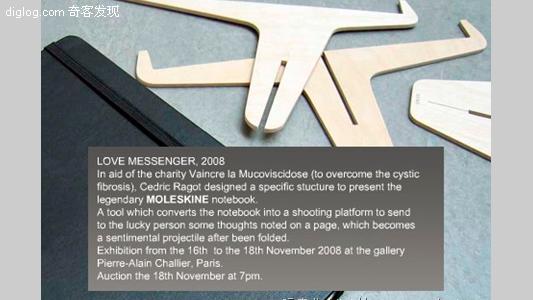 diglog.com 奇客发现
LOVE MESSENGER, 2008
In aid of the charity Vaincre la Mucoviscidose (to overcome the cystic
fibrosis), Cedric Ragot designed a specific stucture to present the
legendary MOLESKINE notebook.
A tool which converts the notebook into a shooting platform to send
to the lucky person some thoughts noted on a page, which becomes
a sentimental projectile after been folded.
Exhibition from the 16th to the 18th November 2008 at the gallery
Pierre-Alain Challier, Paris.
Auction the 18th November at 7pm.